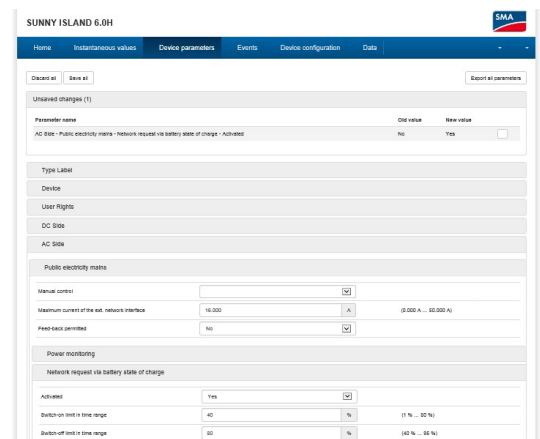 SUNNY ISLAND 6.0H
SMA
Home Instantaneous values Device parameters Events Device configuration Data
Discard all Save all Export all parameters
Unsaved changes (1)
Parameter name Old value New value
AC Side - Public electricity mains - Network request via battery state of charge - Activated No Yes
Type Label
Device
User Rights
DC Side
AC Side
Public electricity mains
Manual control
Maximum current of the ext. network interface 16.000 A (0.000 A ... 50.000 A)
Feed-back permitted No
Power monitoring
Network request via battery state of charge
Activated Yes
Switch-on limit in time range 40 % (1 % ... 80 %)
Switch-off limit in time range 80 % (40 % ... 95 %)